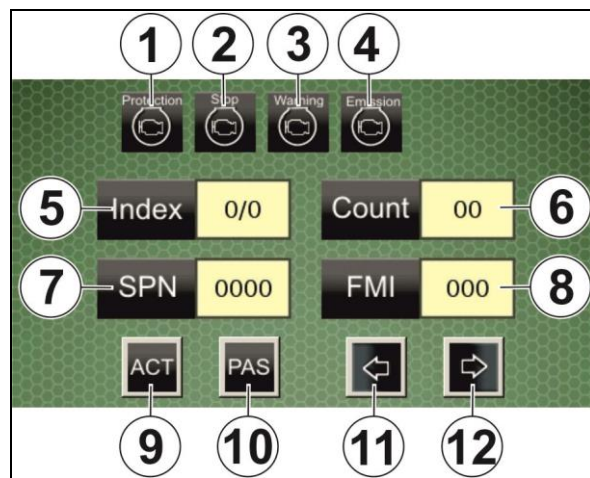 1 2 3 4
Protection Stop Warning Emission
5 Index 0/0 Count 00 6
7 SPN 0000 FMI 000 8
ACT PAS
9 10 11 12